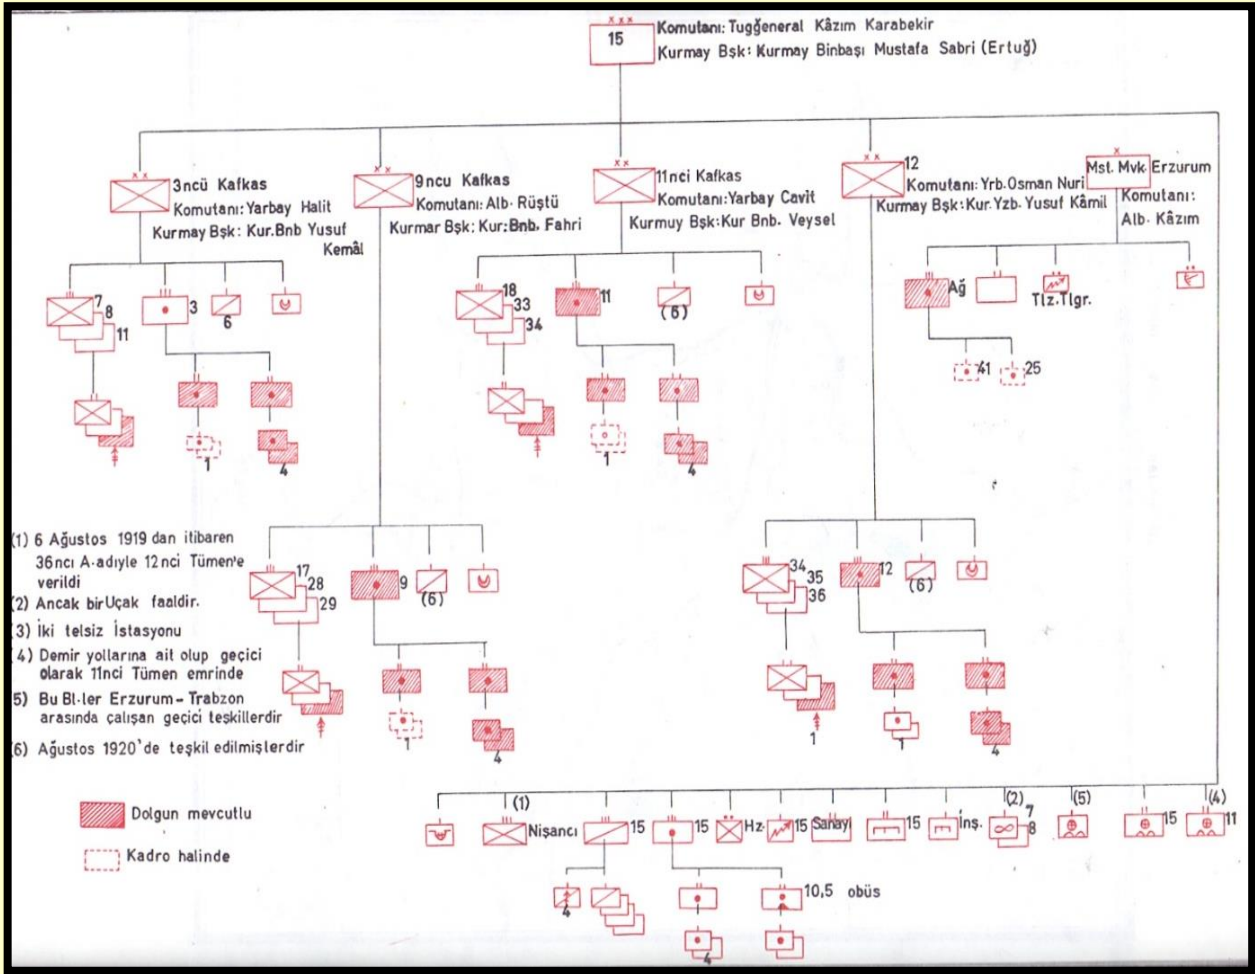 xxx
15
Komutanı: Tugğeneral Kâzım Karabekir
Kurmay Bşk: Kurmay Binbaşı Mustafa Sabri (Ertuğ)
xx
3ncü Kafkas
Komutanı: Yarbay Halit
Kurmay Bşk: Kur.Bnb Yusuf
Kemâl
xx
9ncu Kafkas
Komutanı: Alb. Rüştü
Kurmar Bşk: Kur:Bnb. Fahri
xx
11nci Kafkas
Komutanı: Yarbay Cavit
Kurmuy Bşk: Kur Bnb. Veysel
xx
12
Komutanı: Yrb. Osman Nuri
Kurmay Bşk: Kur. Yzb. Yusuf Kâmil
x
Mst. Mvk. Erzurum
Komutanı:
Alb. Kâzım
7
8
11
3
6
1
4
18
33
34
11
(6)
1
4
Ağ
Tlz.Tlgr.
41
25
17
28
29
9
(6)
1
4
34
35
36
12
(6)
1
1
4
(1) 6 Ağustos 1919 dan itibaren
36ncı A.adıyle 12nci Tümen'e
verildi
(2) Ancak bir Uçak faaldir.
(3) İki telsiz İstasyonu
(4) Demir yollarına ait olup geçici
olarak 11nci Tümen emrinde
(5) Bu Bl.ler Erzurum - Trabzon
arasında çalışan geçici teşkillerdir
(6) Ağustos 1920'de teşkil edilmişlerdir
Dolgun mevcutlu
Kadro halinde
(1)
Nişancı
15
15
Hz.
15
Sanayi
15
İnş.
(2)
7
8
(5)
15
(4)
11
4
10,5 obüs
4